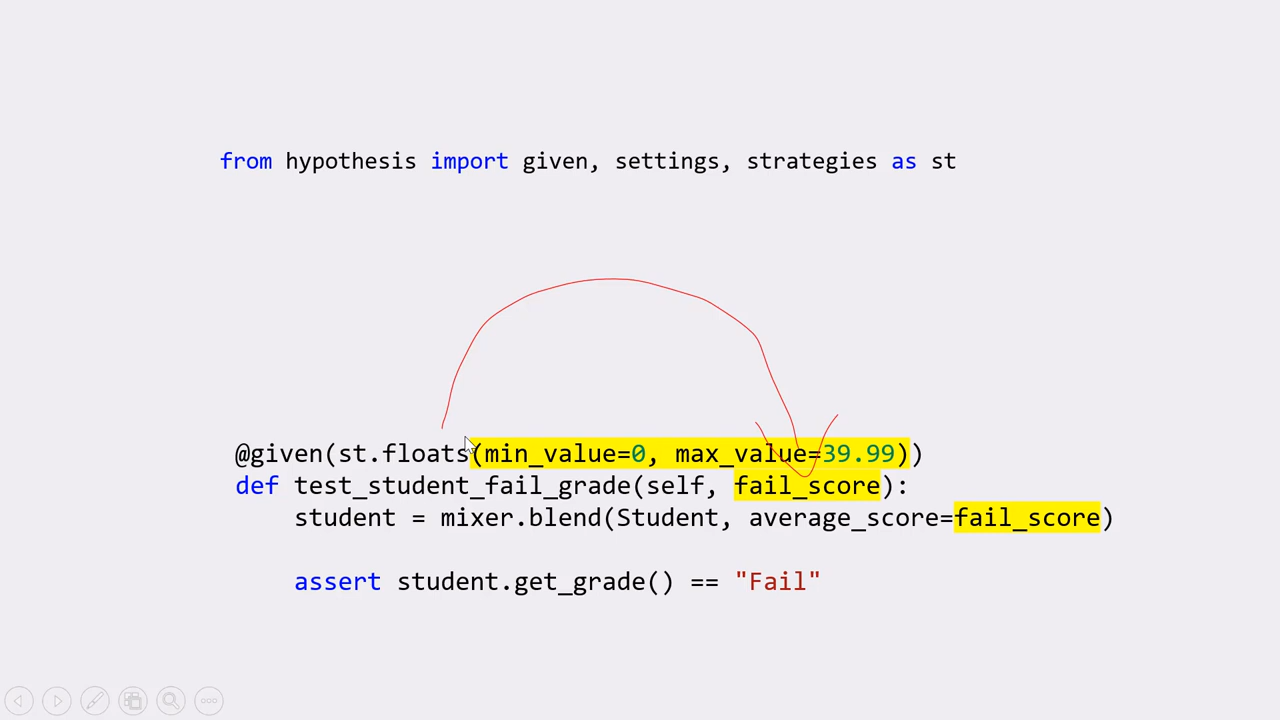 from hypothesis import given, settings, strategies as st
@given(st.floats(min_value=0, max_value=39.99))
def test_student_fail_grade(self, fail_score):
student = mixer.blend(Student, average_score=fail_score)
assert student.get_grade() == "Fail"